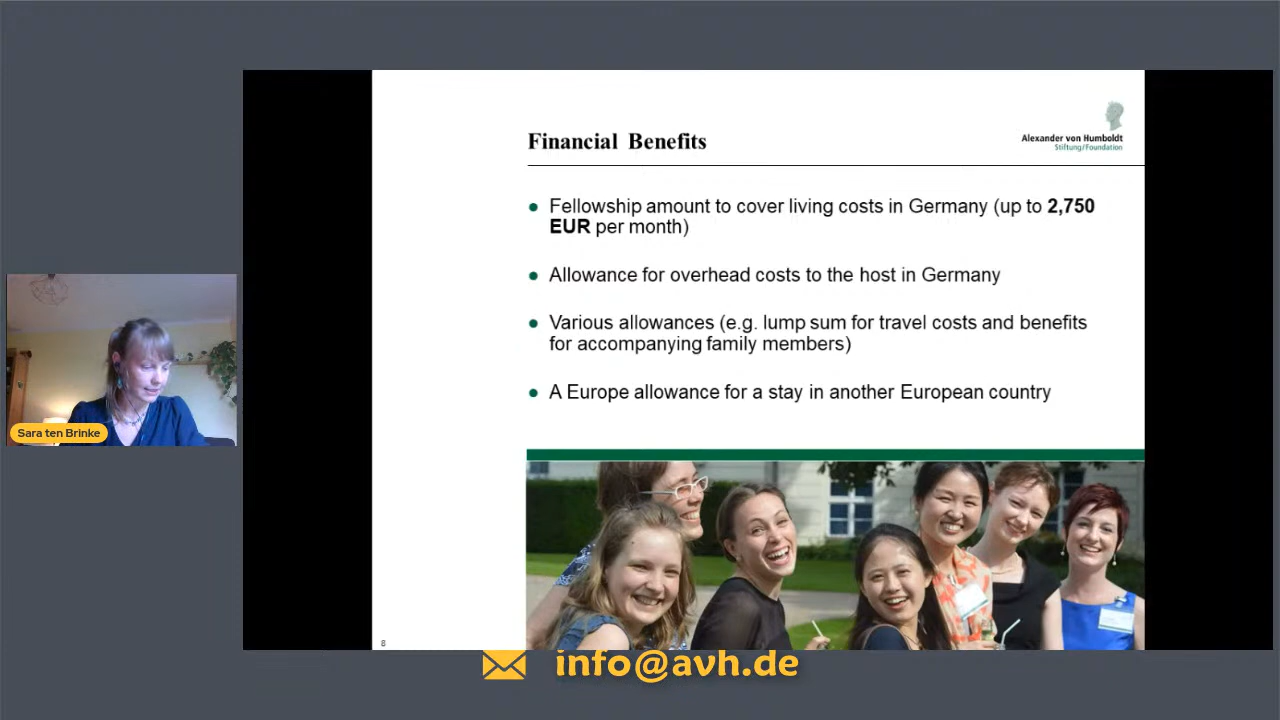 Financial Benefits
Alexander von Humboldt
Stiftung/Foundation
Fellowship amount to cover living costs in Germany (up to 2,750
EUR per month)
Allowance for overhead costs to the host in Germany
Various allowances (e.g. lump sum for travel costs and benefits
for accompanying family members)
A Europe allowance for a stay in another European country
Sara ten Brinke
8
info@avh.de